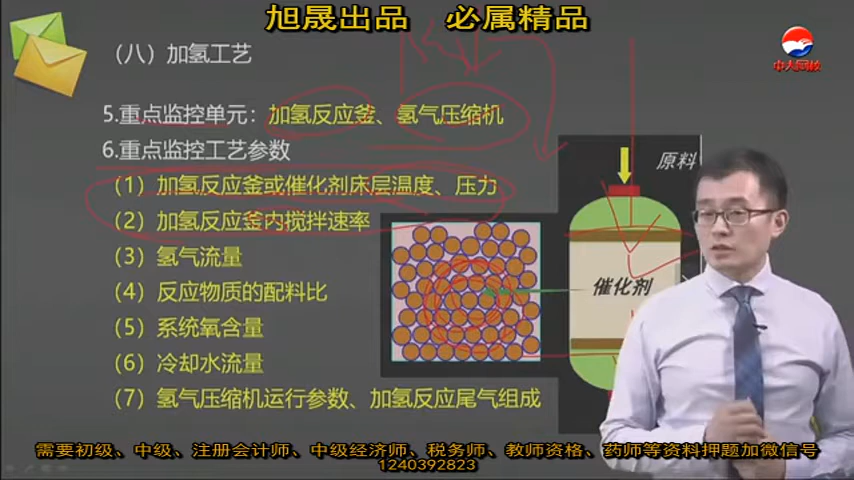 旭晟出品 必属精品
（八）加氢工艺
中大网校
5.重点监控单元：加氢反应釜、氢气压缩机
6.重点监控工艺参数
原料
（1）加氢反应釜或催化剂床层温度、压力
（2）加氢反应釜内搅拌速率
（3）氢气流量
（4）反应物质的配料比
催化剂
（5）系统氧含量
（6）冷却水流量
（7）氢气压缩机运行参数、加氢反应尾气组成
需要初级、中级、注册会计师、中级经济师、税务师、教师资格、药师等资料押题加微信号
1240392823